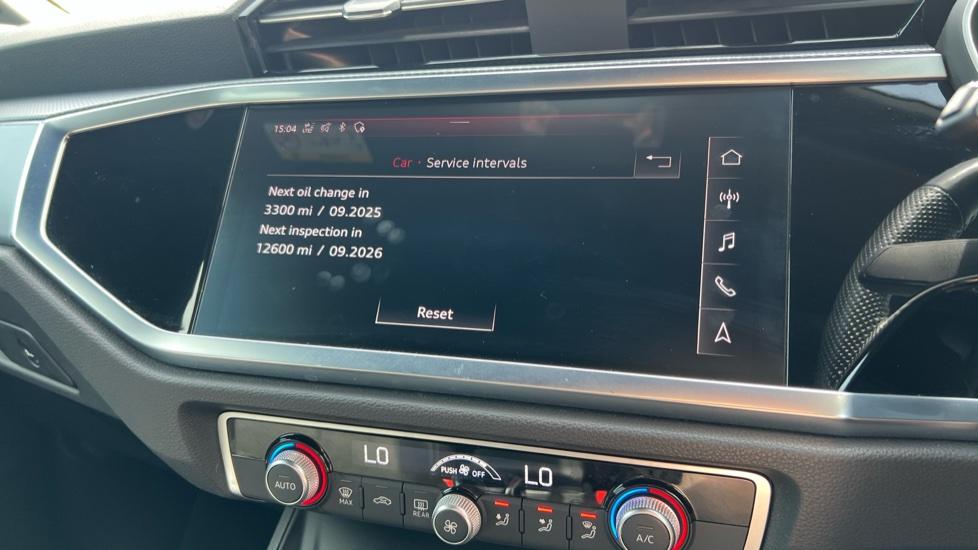 15:04
Car · Service intervals
Next oil change in
3300 mi / 09.2025
Next inspection in
12600 mi / 09.2026
Reset
LO
PUSH OFF
LO
AUTO
MAX
REAR
A/C